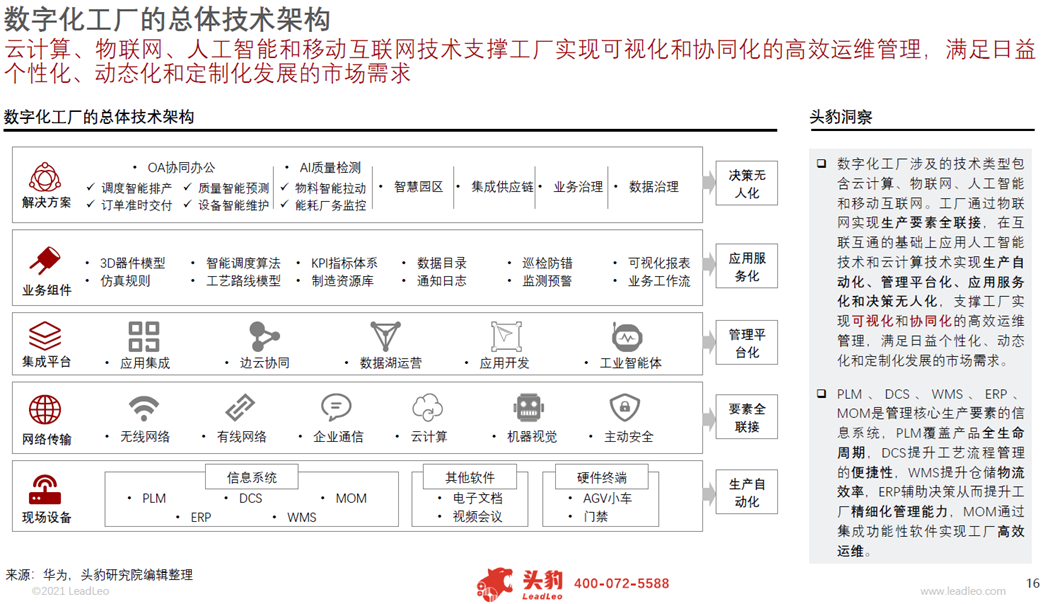 数字化工厂的总体技术架构
云计算、物联网、人工智能和移动互联网技术支撑工厂实现可视化和协同化的高效运维管理，满足日益
个性化、动态化和定制化发展的市场需求
数字化工厂的总体技术架构
解决方案
• OA协同办公
✓ 调度智能排产 ✓ 质量智能预测
✓ 订单准时交付 ✓ 设备智能维护
• AI质量检测
✓ 物料智能拉动
✓ 能耗厂务监控
• 智慧园区
• 集成供应链
• 业务治理
• 数据治理
决策无
人化
业务组件
• 3D器件模型 • 智能调度算法 • KPI指标体系 • 数据目录 • 巡检防错 • 可视化报表
• 仿真规则 • 工艺路线模型 • 制造资源库 • 通知日志 • 监测预警 • 业务工作流
应用服
务化
集成平台
• 应用集成 • 边云协同 • 数据湖运营 • 应用开发 • 工业智能体
管理平
台化
网络传输
• 无线网络 • 有线网络 • 企业通信 • 云计算 • 机器视觉 • 主动安全
要素全
联接
现场设备
信息系统
• PLM • DCS • MOM
• ERP • WMS
其他软件
• 电子文档
• 视频会议
硬件终端
• AGV小车
• 门禁
生产自
动化
头豹洞察
❑ 数字化工厂涉及的技术类型包
含云计算、物联网、人工智能
和移动互联网。工厂通过物联
网实现生产要素全联接，在互
联互通的基础上应用人工智能
技术和云计算技术实现生产自
动化、管理平台化、应用服务
化和决策无人化，支撑工厂实
现可视化和协同化的高效运维
管理，满足日益个性化、动态
化和定制化发展的市场需求。
❑ PLM、DCS、WMS、ERP、
MOM是管理核心生产要素的信
息系统，PLM覆盖产品全生命
周期，DCS提升工艺流程管理
的便捷性，WMS提升仓储物流
效率，ERP辅助决策从而提升工
厂精细化管理能力，MOM通过
集成功能性软件实现工厂高效
运维。
来源：华为，头豹研究院编辑整理
©2021 LeadLeo
头豹
LeadLeo
400-072-5588
www.leadleo.com
16